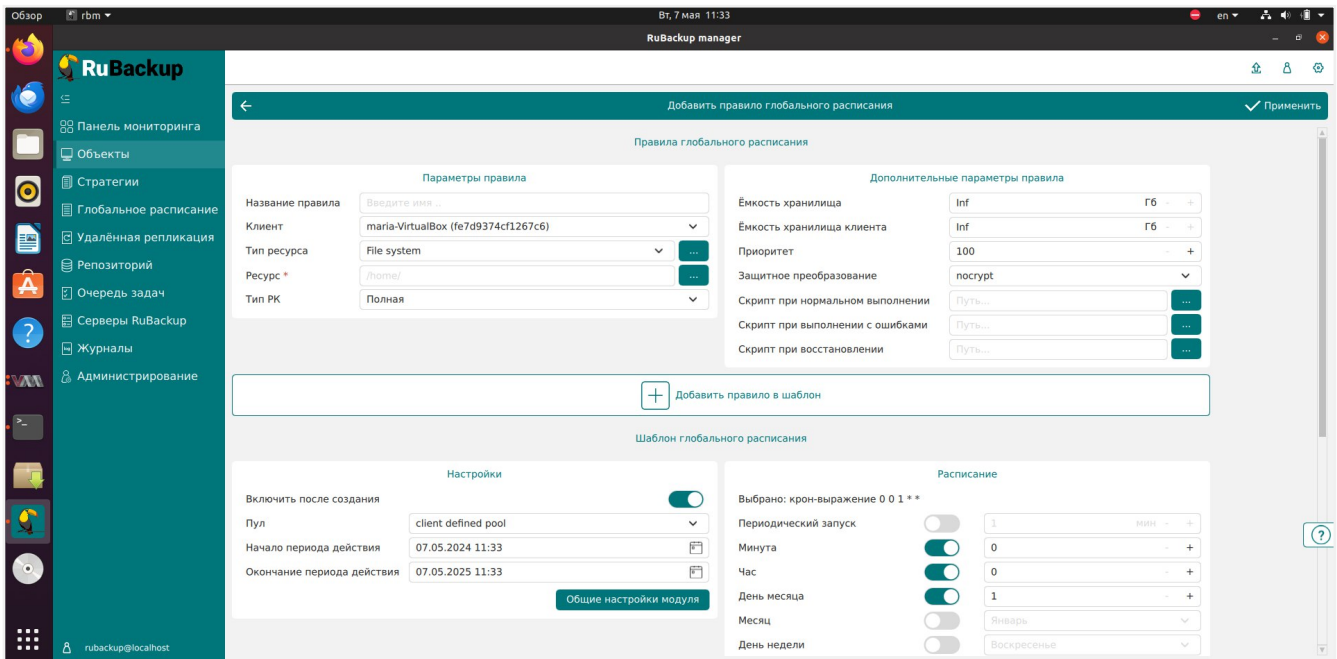 Обзор rbm Вт, 7 мая 11:33 en
RuBackup manager
RuBackup
Добавить правило глобального расписания Применить
Панель мониторинга
Объекты
Стратегии
Глобальное расписание
Удалённая репликация
Репозиторий
Очередь задач
Серверы RuBackup
Журналы
Администрирование
rubackup@localhost
Правила глобального расписания
Параметры правила
Название правила Введите имя ..
Клиент maria-VirtualBox (fe7d9374cf1267c6)
Тип ресурса File system ...
Ресурс * /home/ ...
Тип РК Полная
Дополнительные параметры правила
Ёмкость хранилища Inf Гб - +
Ёмкость хранилища клиента Inf Гб - +
Приоритет 100 - +
Защитное преобразование nocrypt
Скрипт при нормальном выполнении Путь... ...
Скрипт при выполнении с ошибками Путь... ...
Скрипт при восстановлении Путь... ...
Добавить правило в шаблон
Шаблон глобального расписания
Настройки
Включить после создания
Пул client defined pool
Начало периода действия 07.05.2024 11:33
Окончание периода действия 07.05.2025 11:33
Общие настройки модуля
Расписание
Выбрано: крон-выражение 0 0 1 * *
Периодический запуск 1 мин - +
Минута 0 - +
Час 0 - +
День месяца 1 - +
Месяц Январь
День недели Воскресенье
?